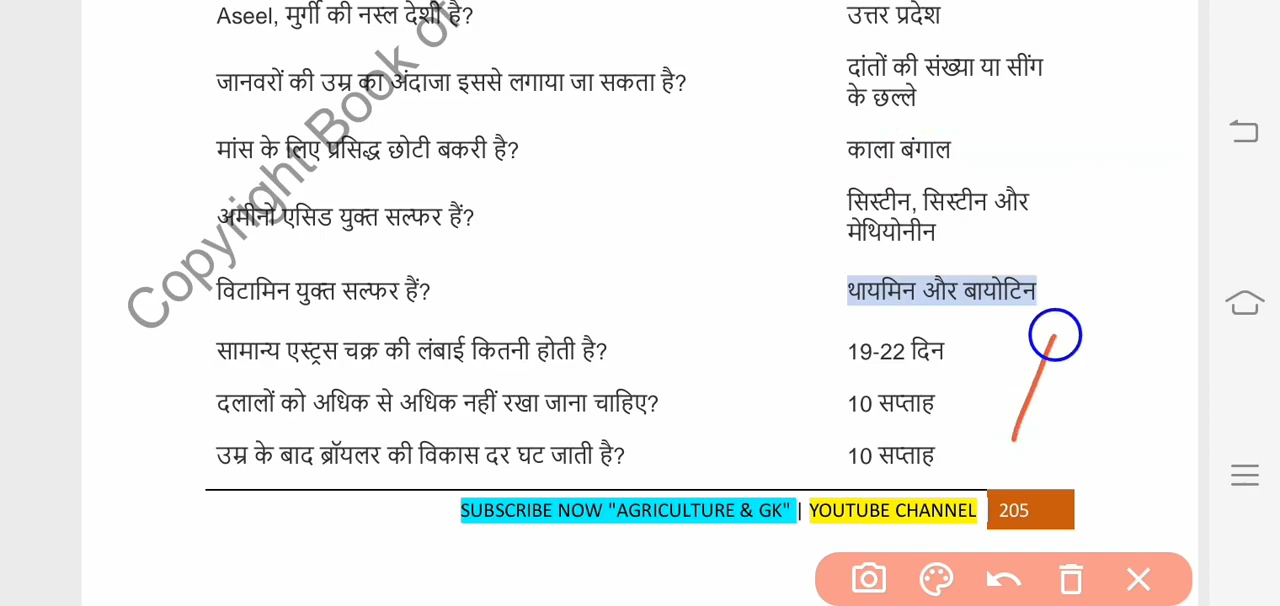 Aseel, मुर्गी की नस्ल देशी है? उत्तर प्रदेश
जानवरों की उम्र का अंदाजा इससे लगाया जा सकता है? दांतों की संख्या या सींग
के छल्ले
मांस के लिए प्रसिद्ध छोटी बकरी है? काला बंगाल
अमीनो एसिड युक्त सल्फर हैं? सिस्टीन, सिस्टीन और
मेथियोनीन
विटामिन युक्त सल्फर हैं? थायमिन और बायोटिन
सामान्य एस्ट्रस चक्र की लंबाई कितनी होती है? 19-22 दिन
दलालों को अधिक से अधिक नहीं रखा जाना चाहिए? 10 सप्ताह
उम्र के बाद ब्रॉयलर की विकास दर घट जाती है? 10 सप्ताह
SUBSCRIBE NOW "AGRICULTURE & GK" | YOUTUBE CHANNEL 205
Copyright Book of